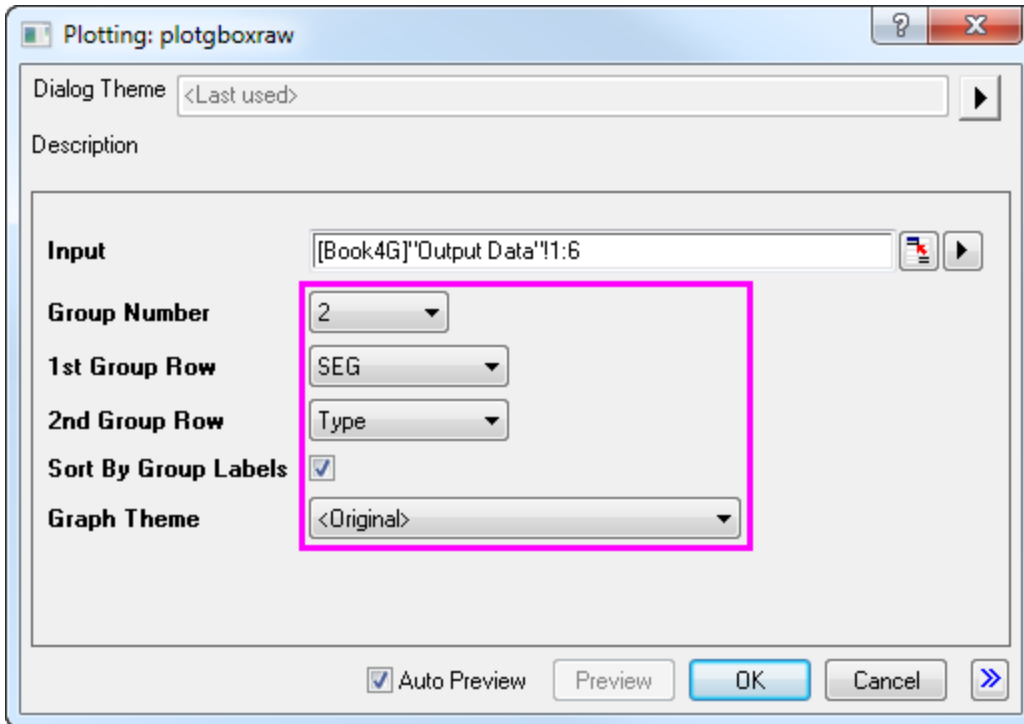 Plotting: plotgboxraw
Dialog Theme <Last used>
Description
Input [Book4G]"Output Data"!1:6
Group Number 2
1st Group Row SEG
2nd Group Row Type
Sort By Group Labels
Graph Theme <Original>
Auto Preview Preview OK Cancel